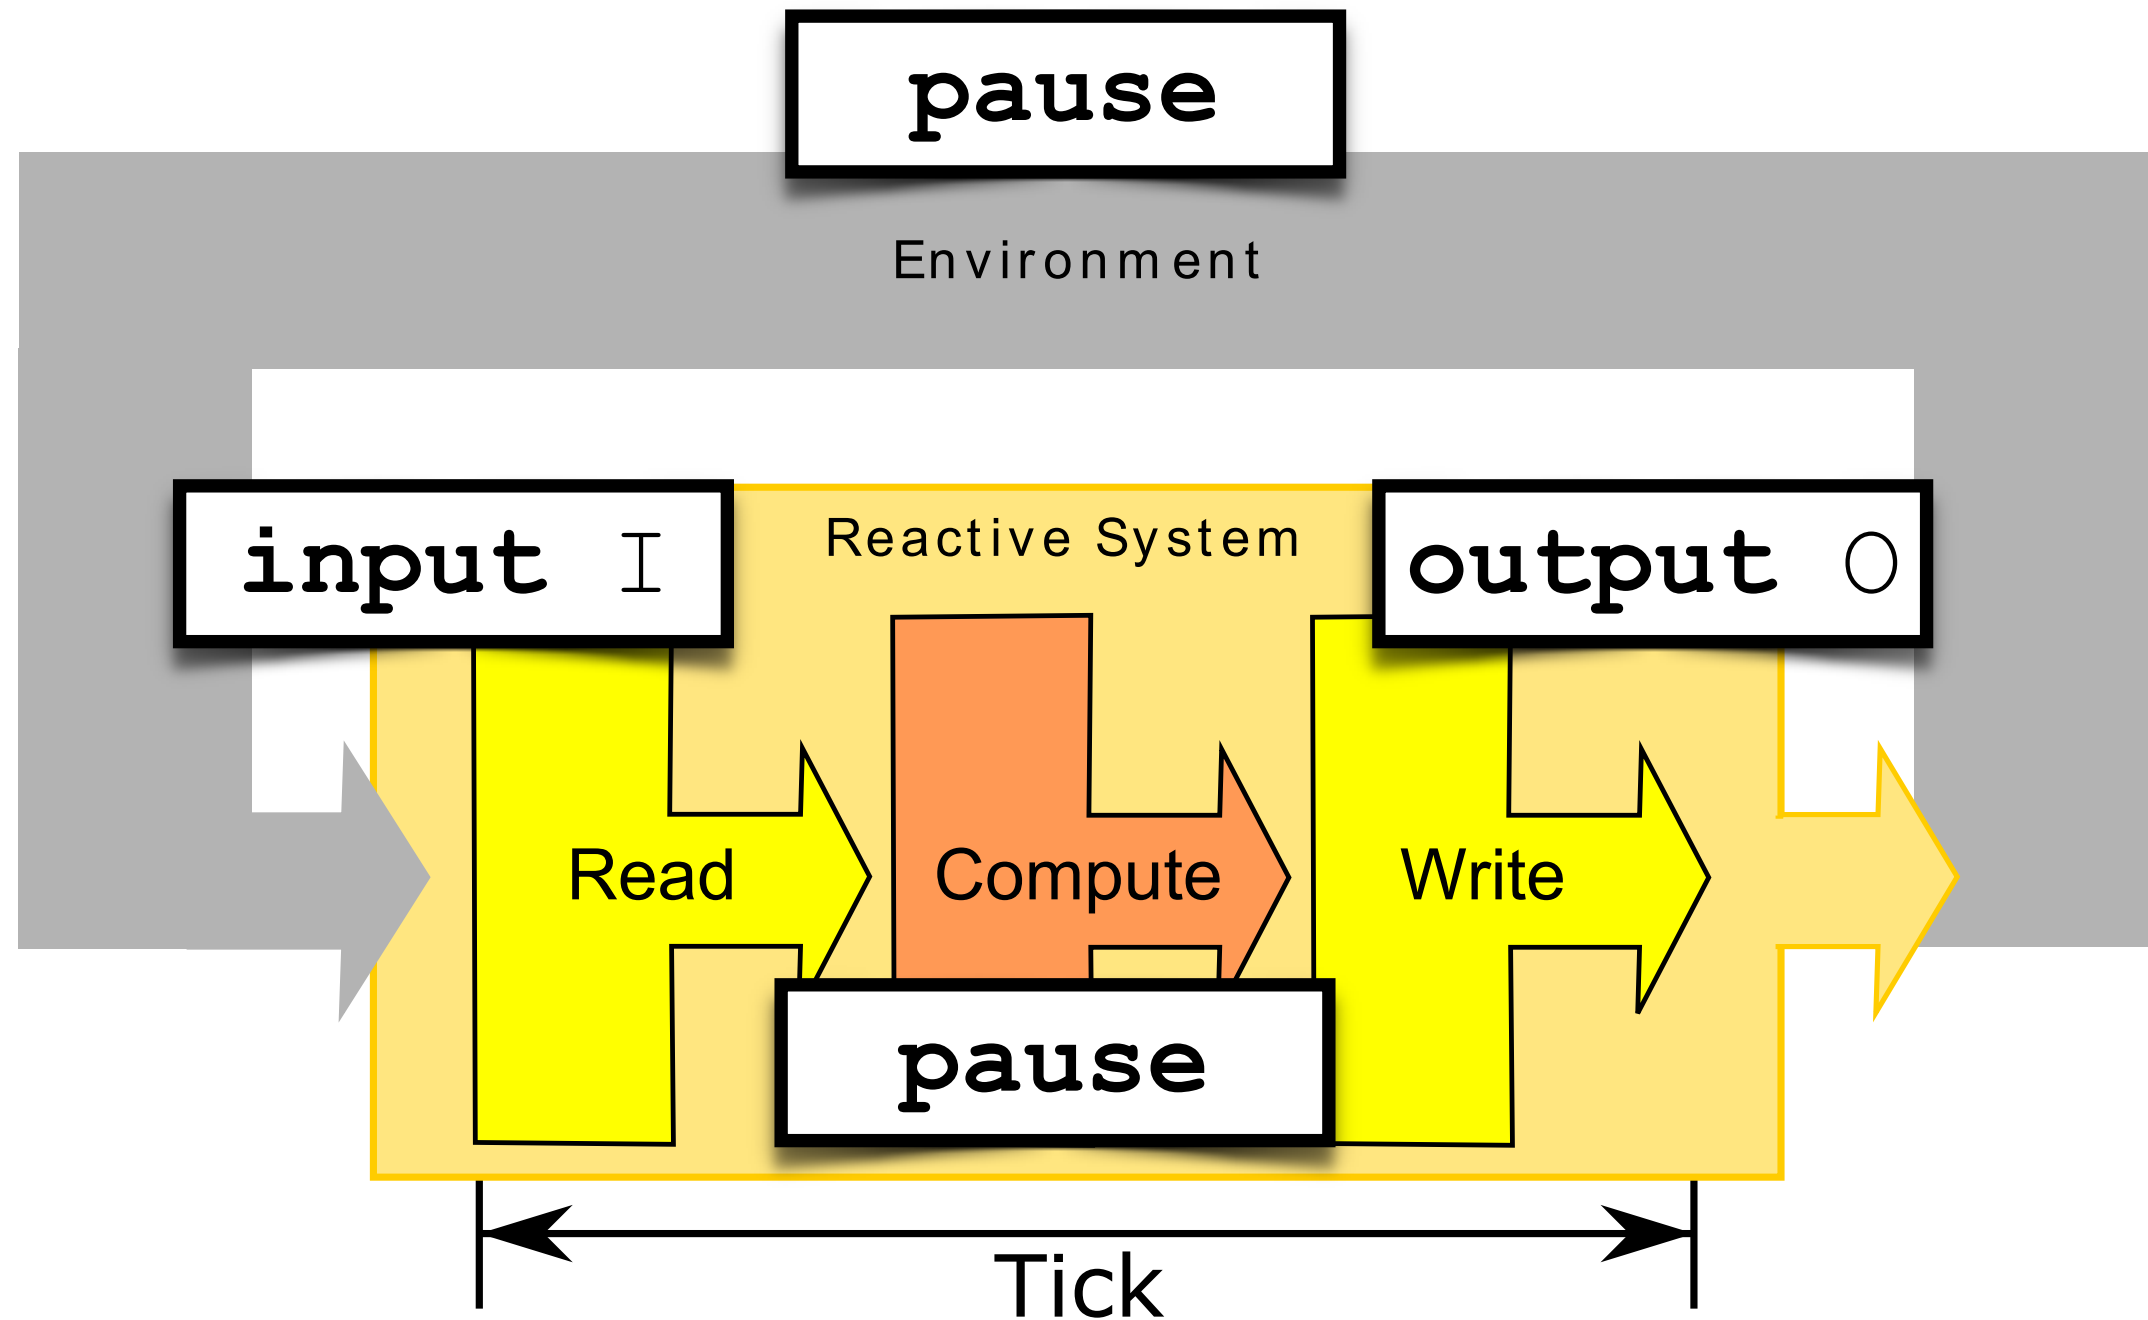 pause
Environment
input I
Reactive System
output O
Read
Compute
Write
pause
Tick